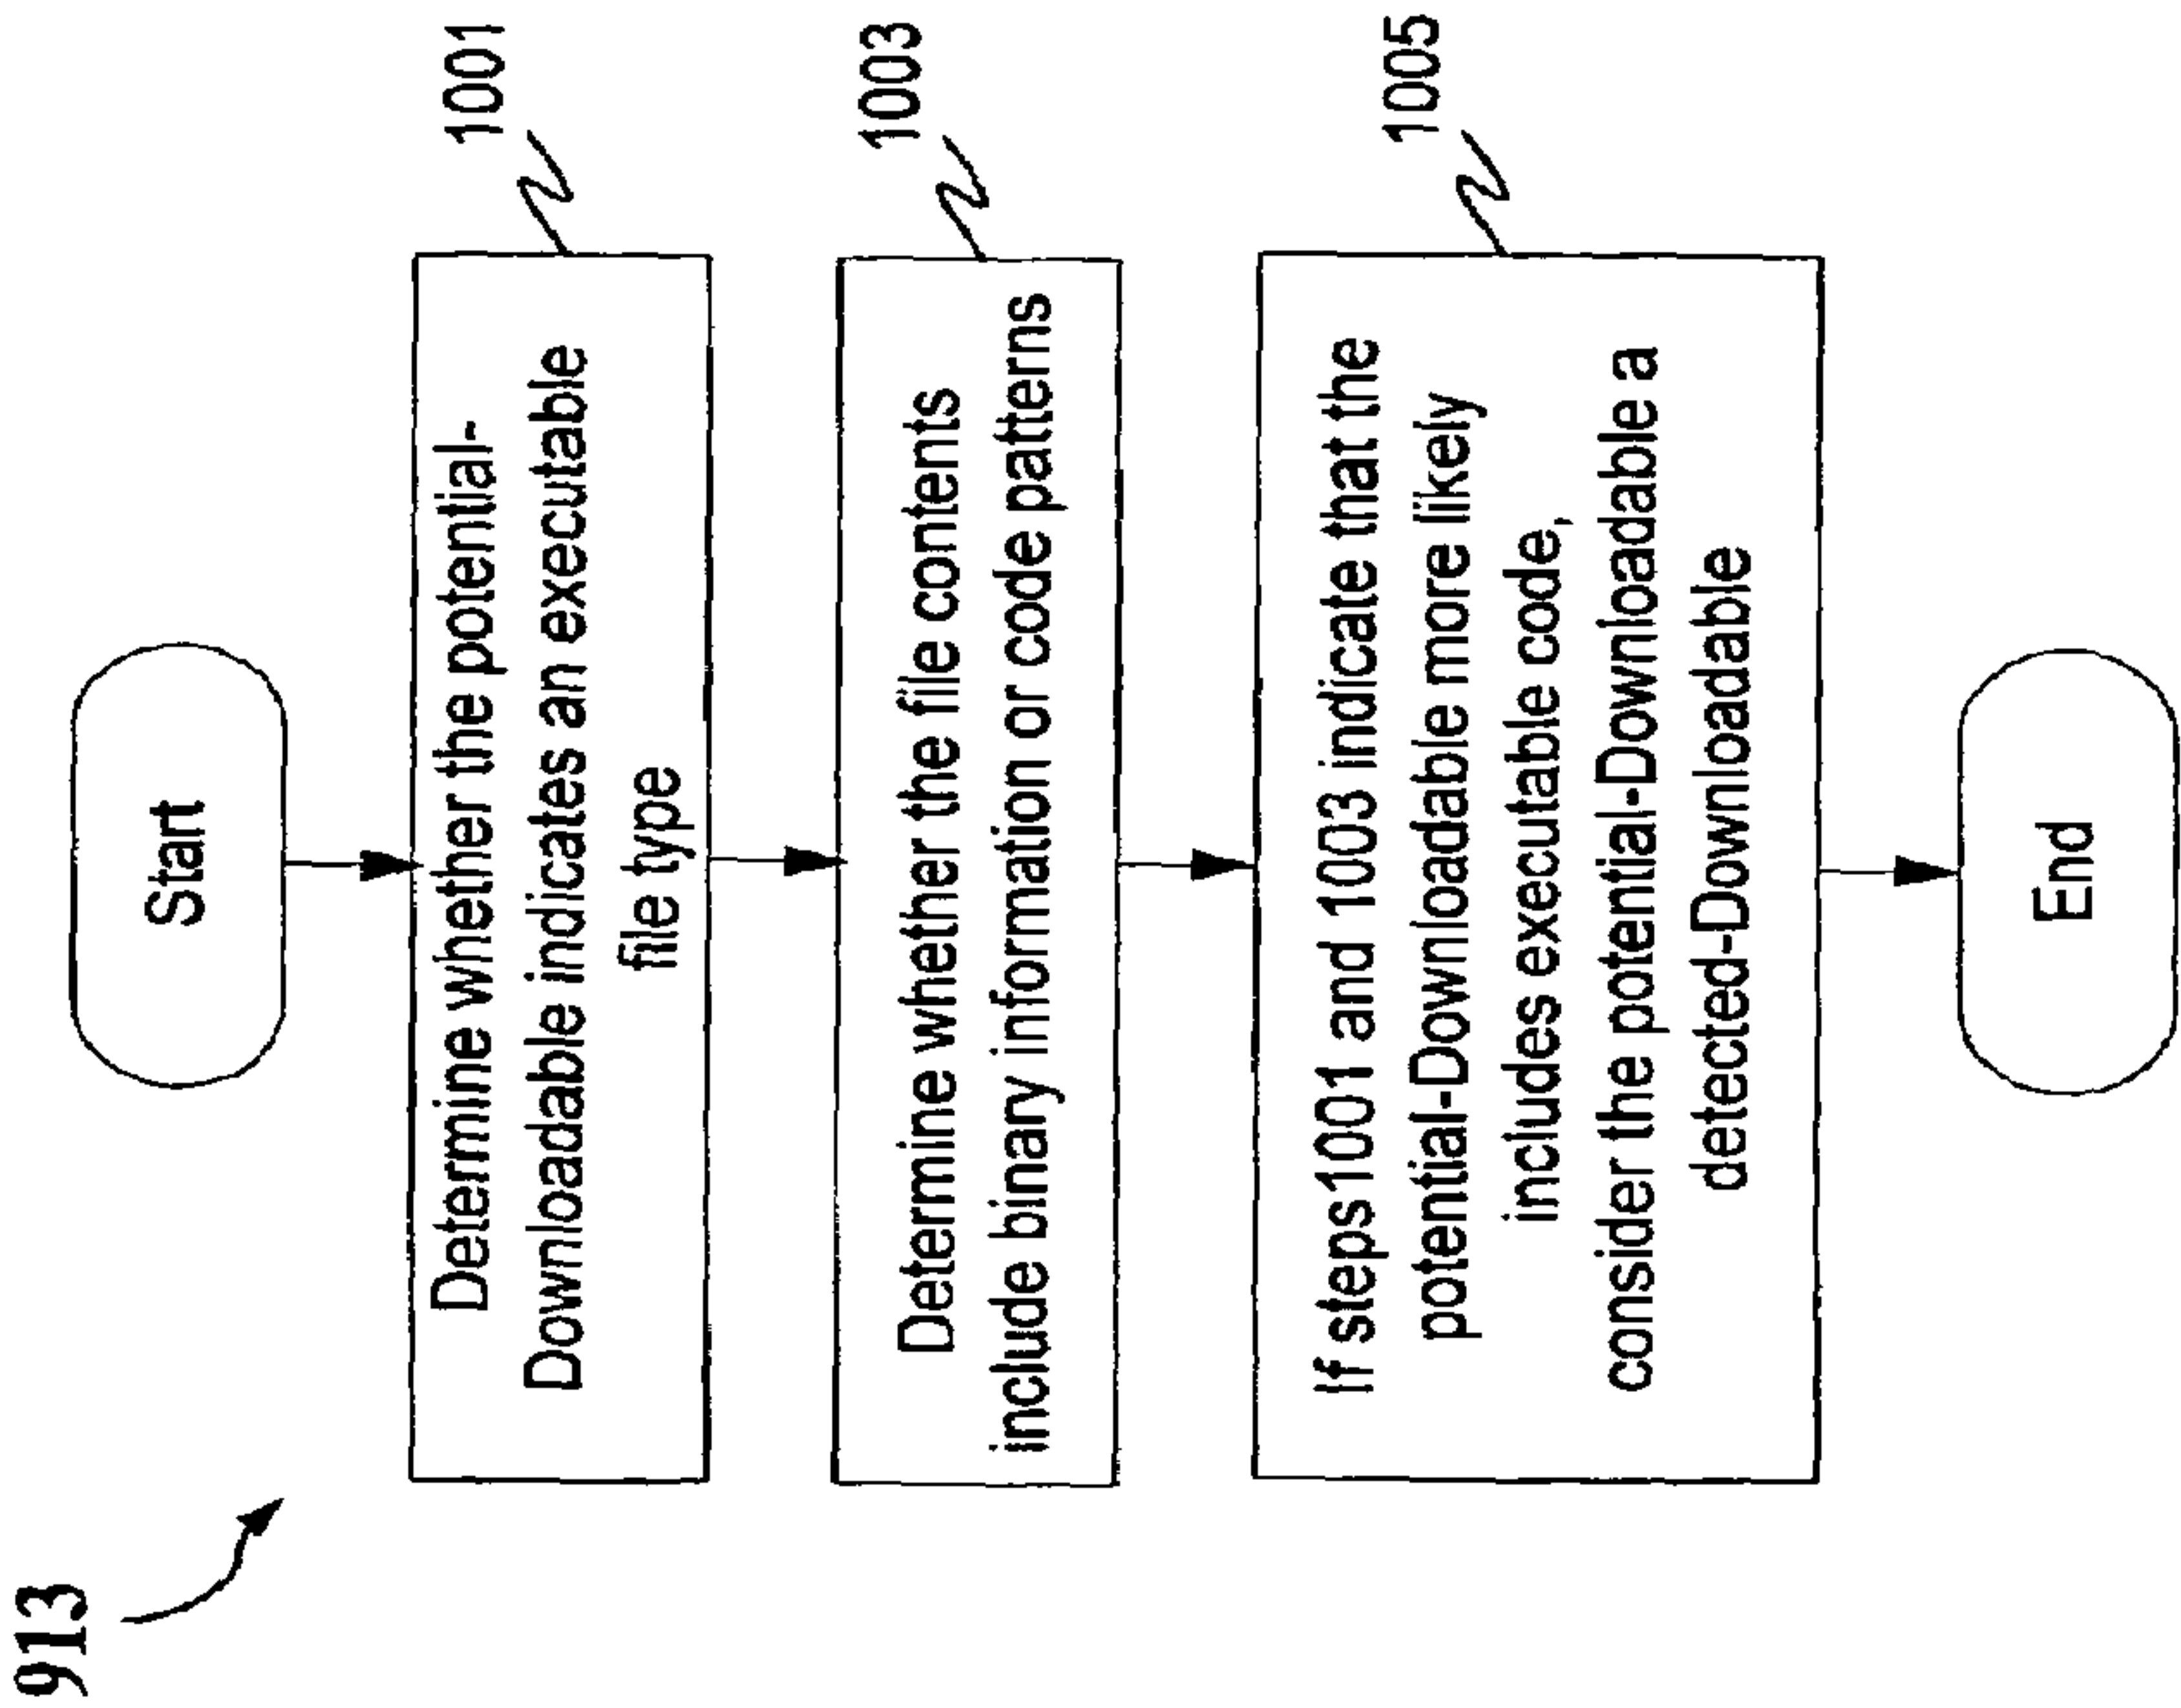 913
Start
1001
Determine whether the potential-
Downloadable indicates an executable
file type
1003
Determine whether the file contents
include binary information or code patterns
1005
If steps1001 and 1003 indicate that the
potential-Downloadable more likely
includes executable code,
consider the potential-Downloadable a
detected-Downloadable
End